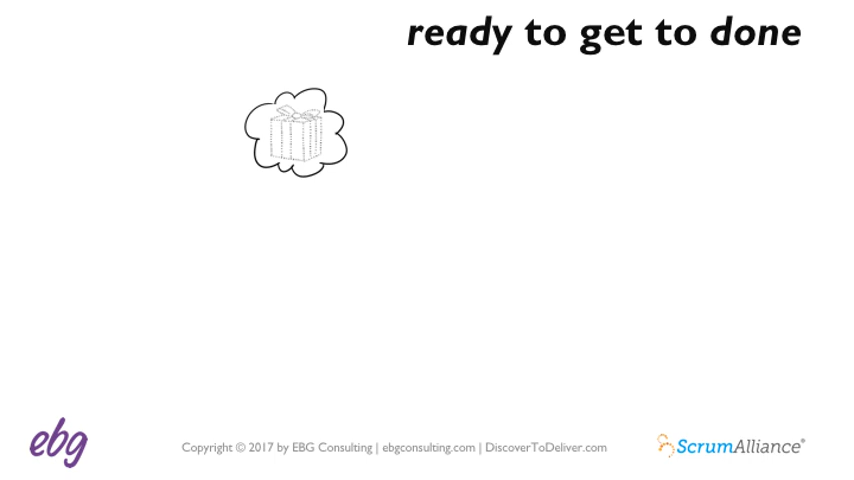 ready to get to done
ebg
Copyright © 2017 by EBG Consulting | ebgconsulting.com | DiscoverToDeliver.com
ScrumAlliance®